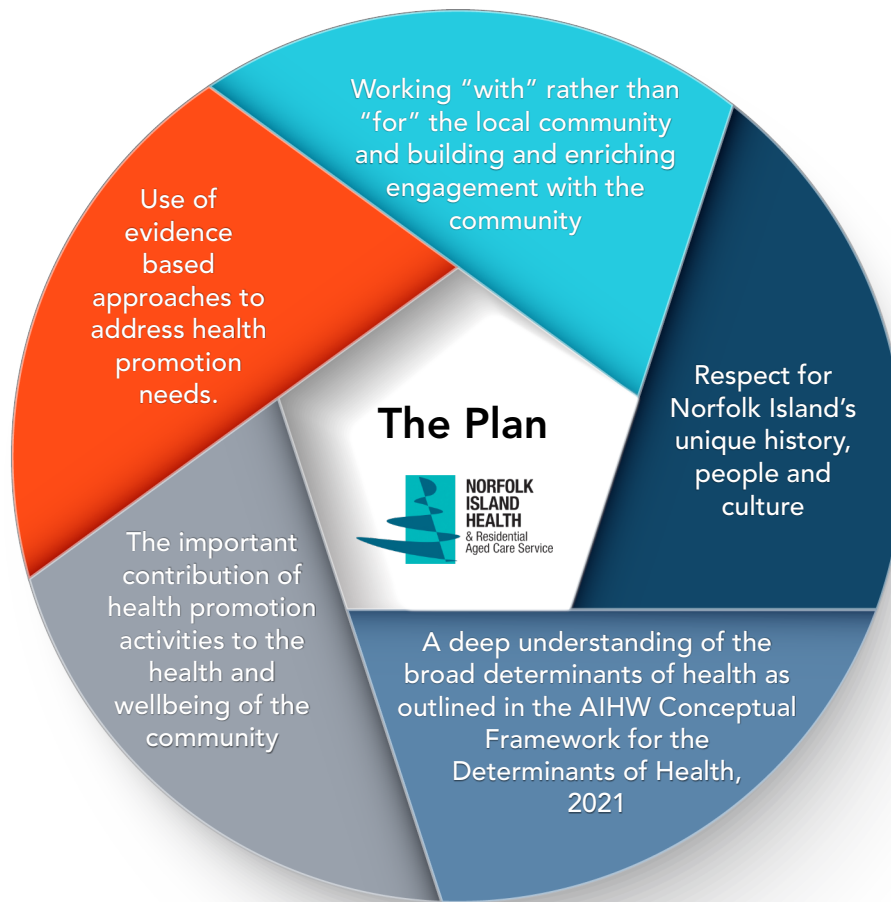 Working “with” rather than
“for” the local community
and building and enriching
engagement with the
community
Respect for
Norfolk Island’s
unique history,
people and
culture
A deep understanding of the
broad determinants of health as
outlined in the AIHW Conceptual
Framework for the
Determinants of Health,
2021
The important
contribution of
health promotion
activities to the
health and
wellbeing of the
community
Use of
evidence
based
approaches to
address health
promotion
needs.
The Plan
NORFOLK
ISLAND
HEALTH
& Residential
Aged Care Service